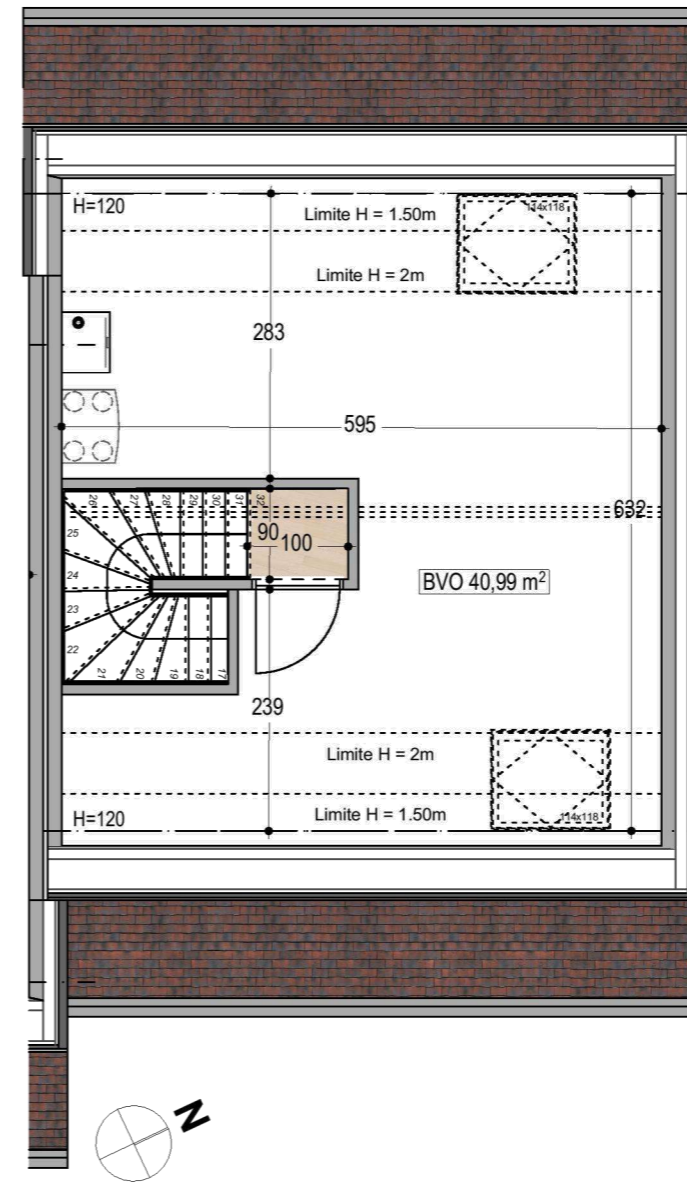 H=120
Limite H = 1.50m
114x118
Limite H = 2m
283
595
632
26
27
28
29
30
31
32
25
90
100
24
BVO 40,99 m²
23
22
21
20
19
18
17
239
Limite H = 2m
H=120
Limite H = 1.50m
114x118
N